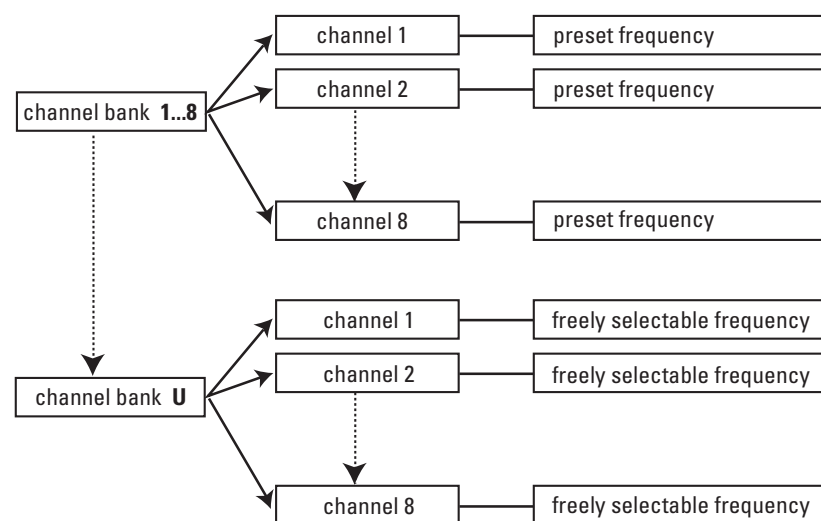 channel 1 preset frequency
channel 2 preset frequency
channel bank 1...8
channel 8 preset frequency
channel 1 freely selectable frequency
channel 2 freely selectable frequency
channel bank U
channel 8 freely selectable frequency